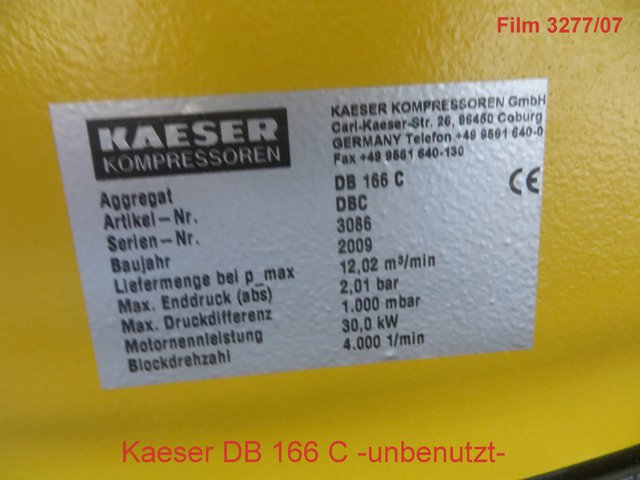 Film 3277/07
KAESER
KOMPRESSOREN
KAESER KOMPRESSOREN GmbH
Carl-Kaeser-Str. 26, 96450 Coburg
GERMANY Telefon +49 9561 640-0
Fax +49 9561 640-130
CE
Aggregat DB 166 C
Artikel-Nr. DBC
Serien-Nr. 3086
Baujahr 2009
Liefermenge bei p_max 12,02 m³/min
Max. Enddruck (abs) 2,01 bar
Max. Druckdifferenz 1.000 mbar
Motornennleistung 30,0 kW
Blockdrehzahl 4.000 1/min
Kaeser DB 166 C -unbenutzt-